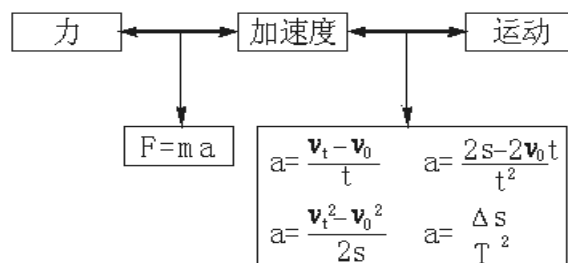 力 加速度 运动
F=ma
a=(vₜ-v₀)/t a=(2s-2v₀t)/t²
a=(vₜ²-v₀²)/2s a=Δs/T²